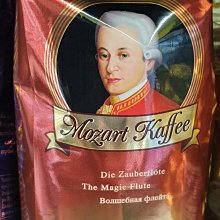 Mozart Kaffee
Die Zauberflöte
The Magic Flute
Волшебная флейта